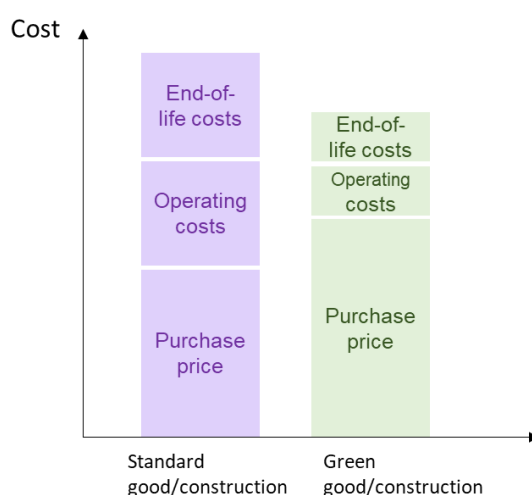 Cost
End-of-
life costs
Operating
costs
Purchase
price
End-of-
life costs
Operating
costs
Purchase
price
Standard
good/construction
Green
good/construction